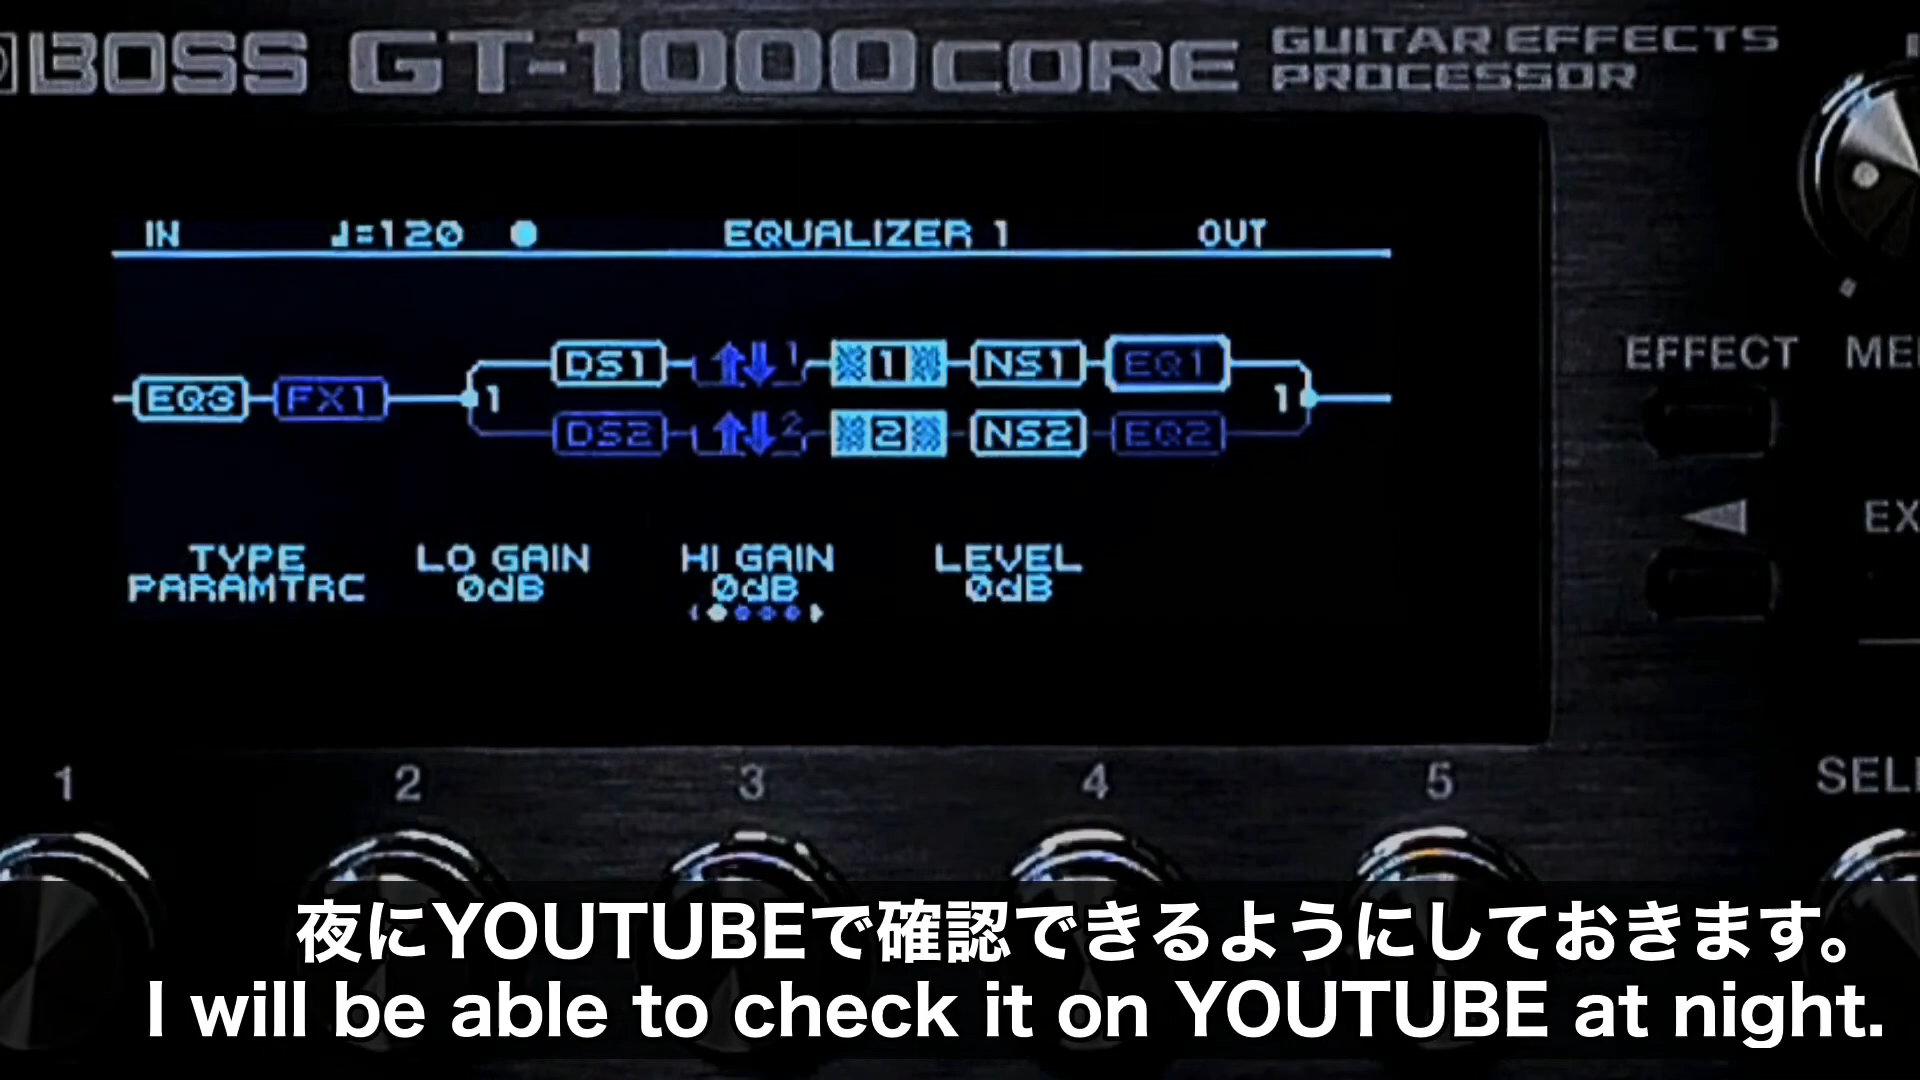 BOSS GT-1000CORE GUITAR EFFECTS
PROCESSOR
IN ♩=120 EQUALIZER 1 OUT
DS1 1 1 NS1 EQ1
EQ3 FX1 1 1
DS2 2 2 NS2 EQ2
TYPE LO GAIN HI GAIN LEVEL
PARAMTRC 0dB 0dB 0dB
EFFECT
1 2 3 4 5
夜にYOUTUBEで確認できるようにしておきます。
I will be able to check it on YOUTUBE at night.